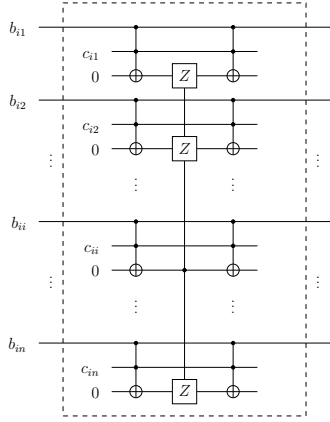 b_{i1}
c_{i1}
0 Z
b_{i2}
c_{i2}
0 Z
⋮ ⋮ ⋮ ⋮ ⋮
b_{ii}
c_{ii}
0
⋮ ⋮ ⋮ ⋮ ⋮
b_{in}
c_{in}
0 Z